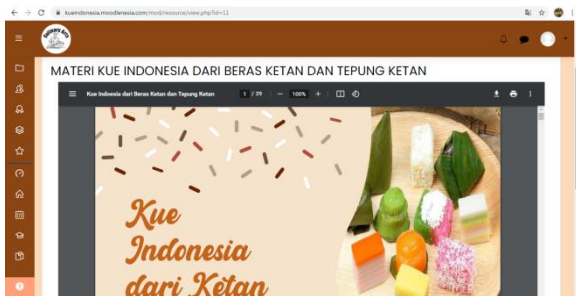 kueindonesia.moodlenesia.com/mod/resource/view.php?id=11
MATERI KUE INDONESIA DARI BERAS KETAN DAN TEPUNG KETAN
Kue Indoesia dari Beras Ketan dan Tepung Ketan
1 / 39
100%
Kue
Indonesia
dari Ketan